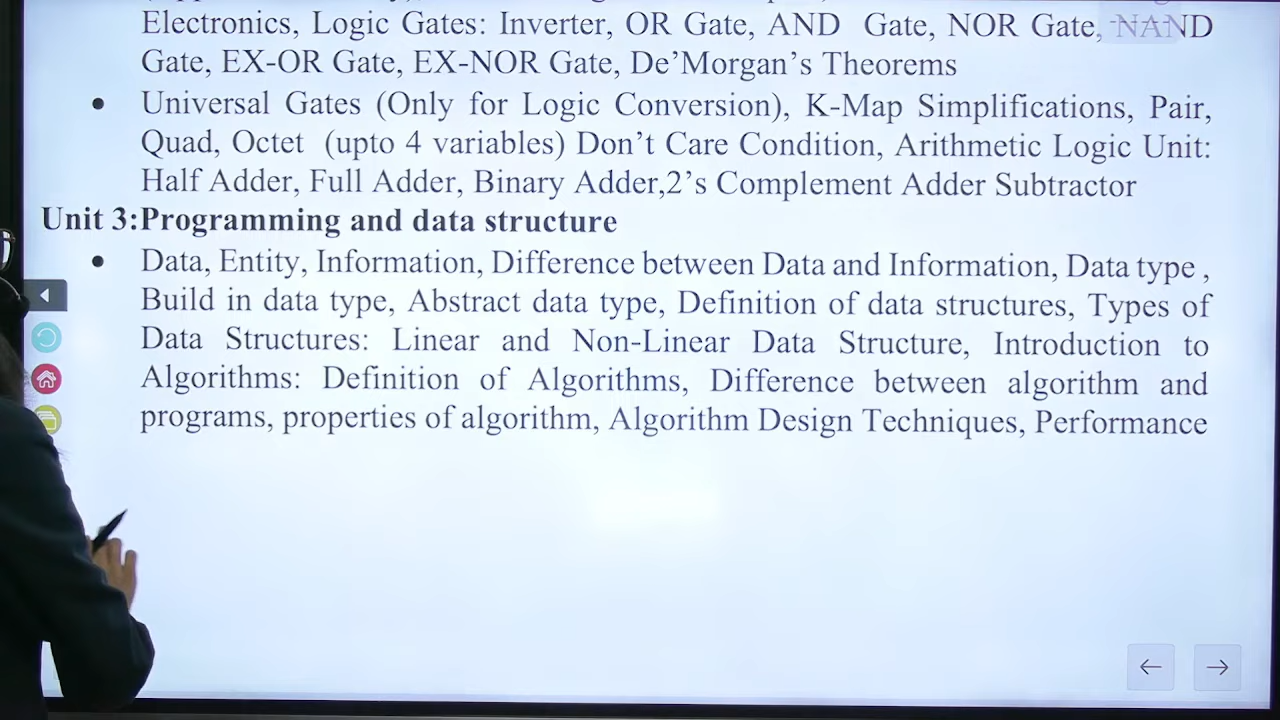 Electronics, Logic Gates: Inverter, OR Gate, AND Gate, NOR Gate, NAND
Gate, EX-OR Gate, EX-NOR Gate, De’Morgan’s Theorems
• Universal Gates (Only for Logic Conversion), K-Map Simplifications, Pair,
Quad, Octet (upto 4 variables) Don’t Care Condition, Arithmetic Logic Unit:
Half Adder, Full Adder, Binary Adder,2’s Complement Adder Subtractor
Unit 3:Programming and data structure
• Data, Entity, Information, Difference between Data and Information, Data type ,
Build in data type, Abstract data type, Definition of data structures, Types of
Data Structures: Linear and Non-Linear Data Structure, Introduction to
Algorithms: Definition of Algorithms, Difference between algorithm and
programs, properties of algorithm, Algorithm Design Techniques, Performance